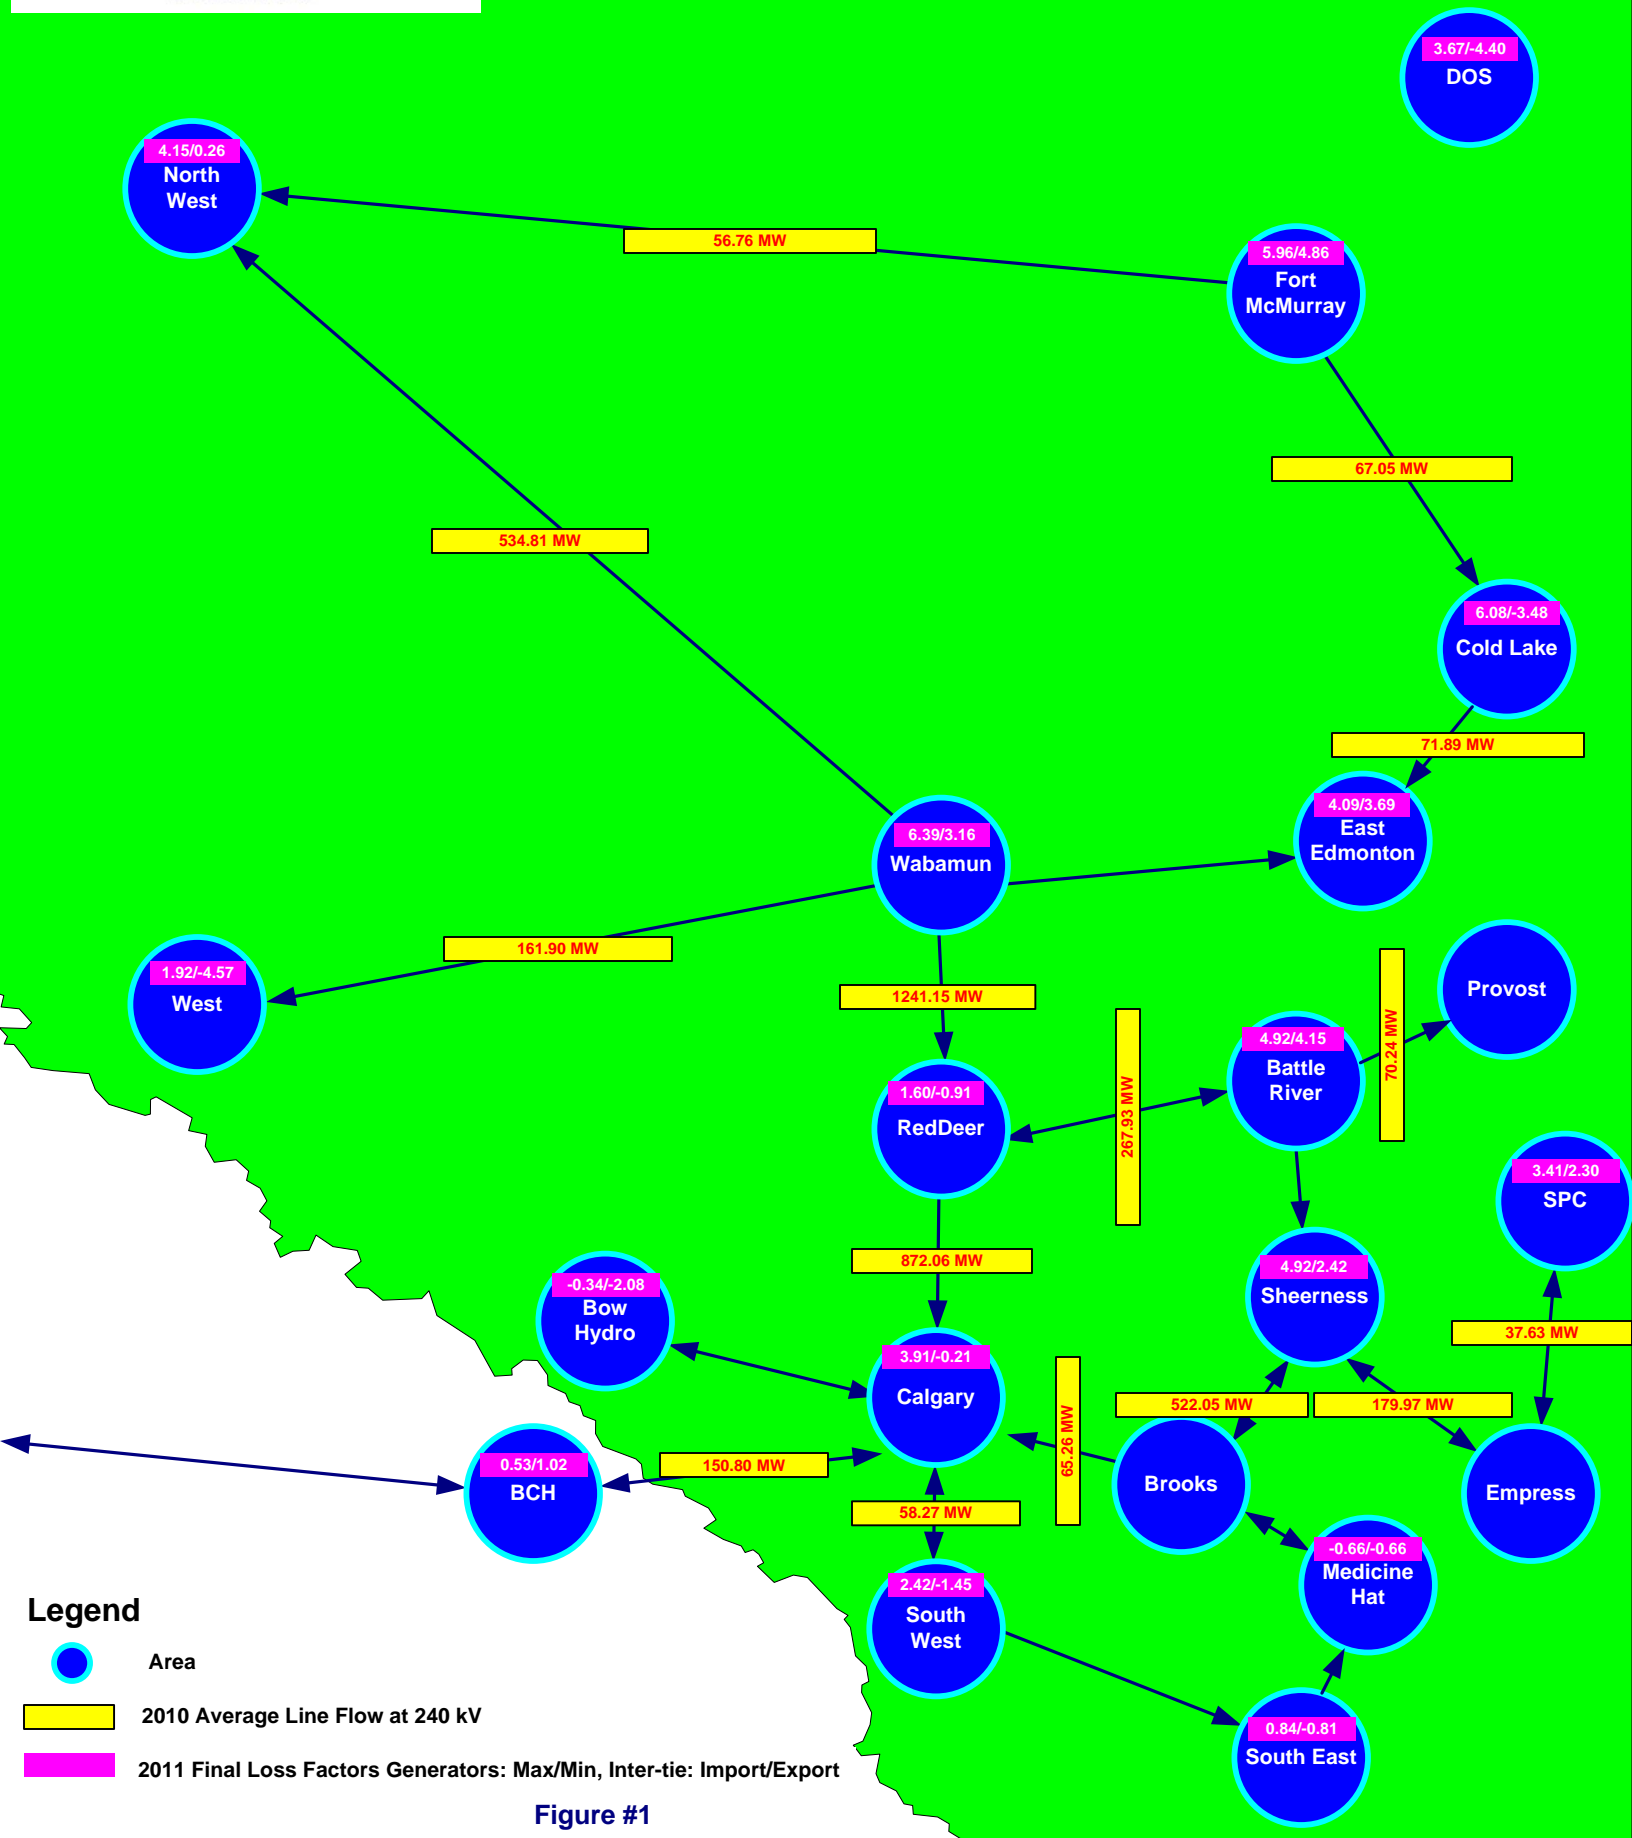 3.67/-4.40
DOS
4.15/0.26
North
West
56.76 MW
5.96/4.86
Fort
McMurray
67.05 MW
534.81 MW
6.08/-3.48
Cold Lake
71.89 MW
4.09/3.69
East
Edmonton
6.39/3.16
Wabamun
161.90 MW
1.92/-4.57
West
1241.15 MW
Provost
70.24 MW
4.92/4.15
Battle
River
267.93 MW
1.60/-0.91
RedDeer
3.41/2.30
SPC
872.06 MW
4.92/2.42
Sheerness
-0.34/-2.08
Bow
Hydro
37.63 MW
3.91/-0.21
Calgary
522.05 MW
179.97 MW
65.26 MW
150.80 MW
0.53/1.02
BCH
Brooks
Empress
58.27 MW
-0.66/-0.66
Medicine
Hat
2.42/-1.45
South
West
0.84/-0.81
South East
Legend
Area
2010 Average Line Flow at 240 kV
2011 Final Loss Factors Generators: Max/Min, Inter-tie: Import/Export
Figure #1